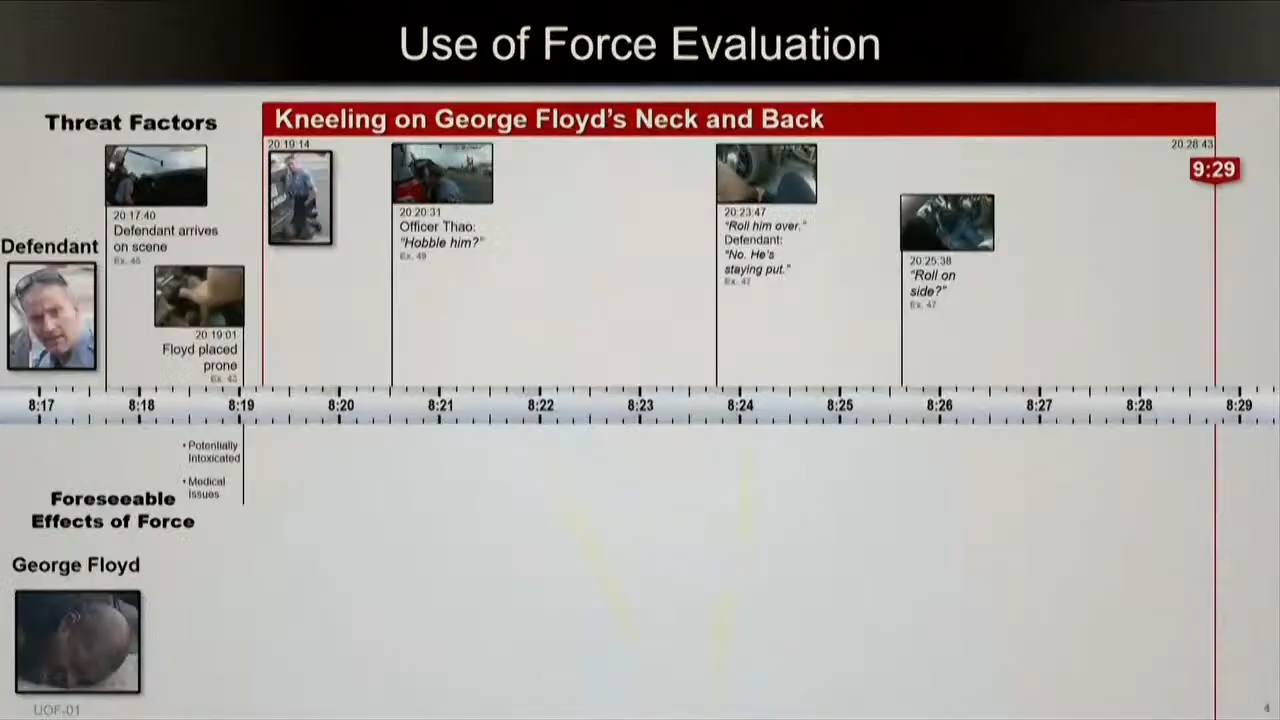 Use of Force Evaluation
Threat Factors
Kneeling on George Floyd's Neck and Back
20:19:14
20:28:43
9:29
20:17:40
Defendant arrives
on scene
Defendant
20:19:01
Floyd placed
prone
20:20:31
Officer Thao:
"Hobble him?"
Ex. 49
20:23:47
"Roll him over."
Defendant:
"No. He's
staying put."
Ex. 47
20:25:38
"Roll on
side?"
Ex. 47
8:17 8:18 8:19 8:20 8:21 8:22 8:23 8:24 8:25 8:26 8:27 8:28 8:29
• Potentially
Intoxicated
• Medical
Issues
Foreseeable
Effects of Force
George Floyd
UOF-01
4